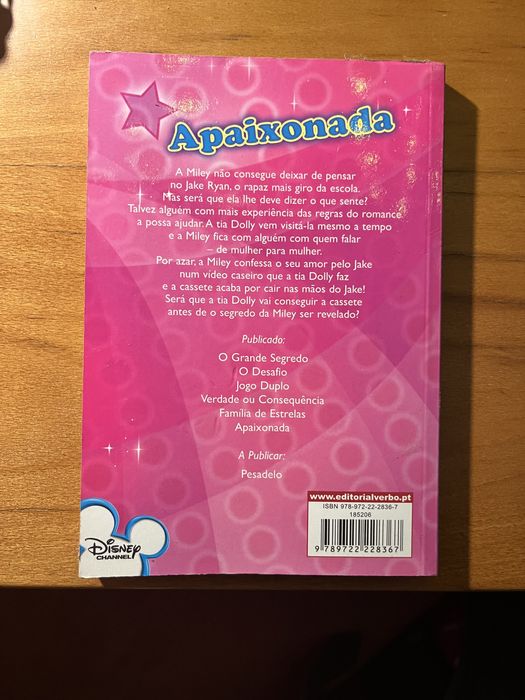 Apaixonada
A Miley não consegue deixar de pensar
no Jake Ryan, o rapaz mais giro da escola.
Mas será que ela lhe deve dizer o que sente?
Talvez alguém com mais experiência das regras do romance
a possa ajudar. A tia Dolly vem visitá-la mesmo a tempo
e a Miley fica com alguém com quem falar
– de mulher para mulher.
Por azar, a Miley confessa o seu amor pelo Jake
num vídeo caseiro que a tia Dolly faz
e a cassete acaba por cair nas mãos do Jake!
Será que a tia Dolly vai conseguir a cassete
antes de o segredo da Miley ser revelado?
Publicado:
O Grande Segredo
O Desafio
Jogo Duplo
Verdade ou Consequência
Família de Estrelas
Apaixonada
A Publicar:
Pesadelo
www.editorialverbo.pt
ISBN 978-972-22-2836-7
185206
9 789722 228367
DISNEY
CHANNEL